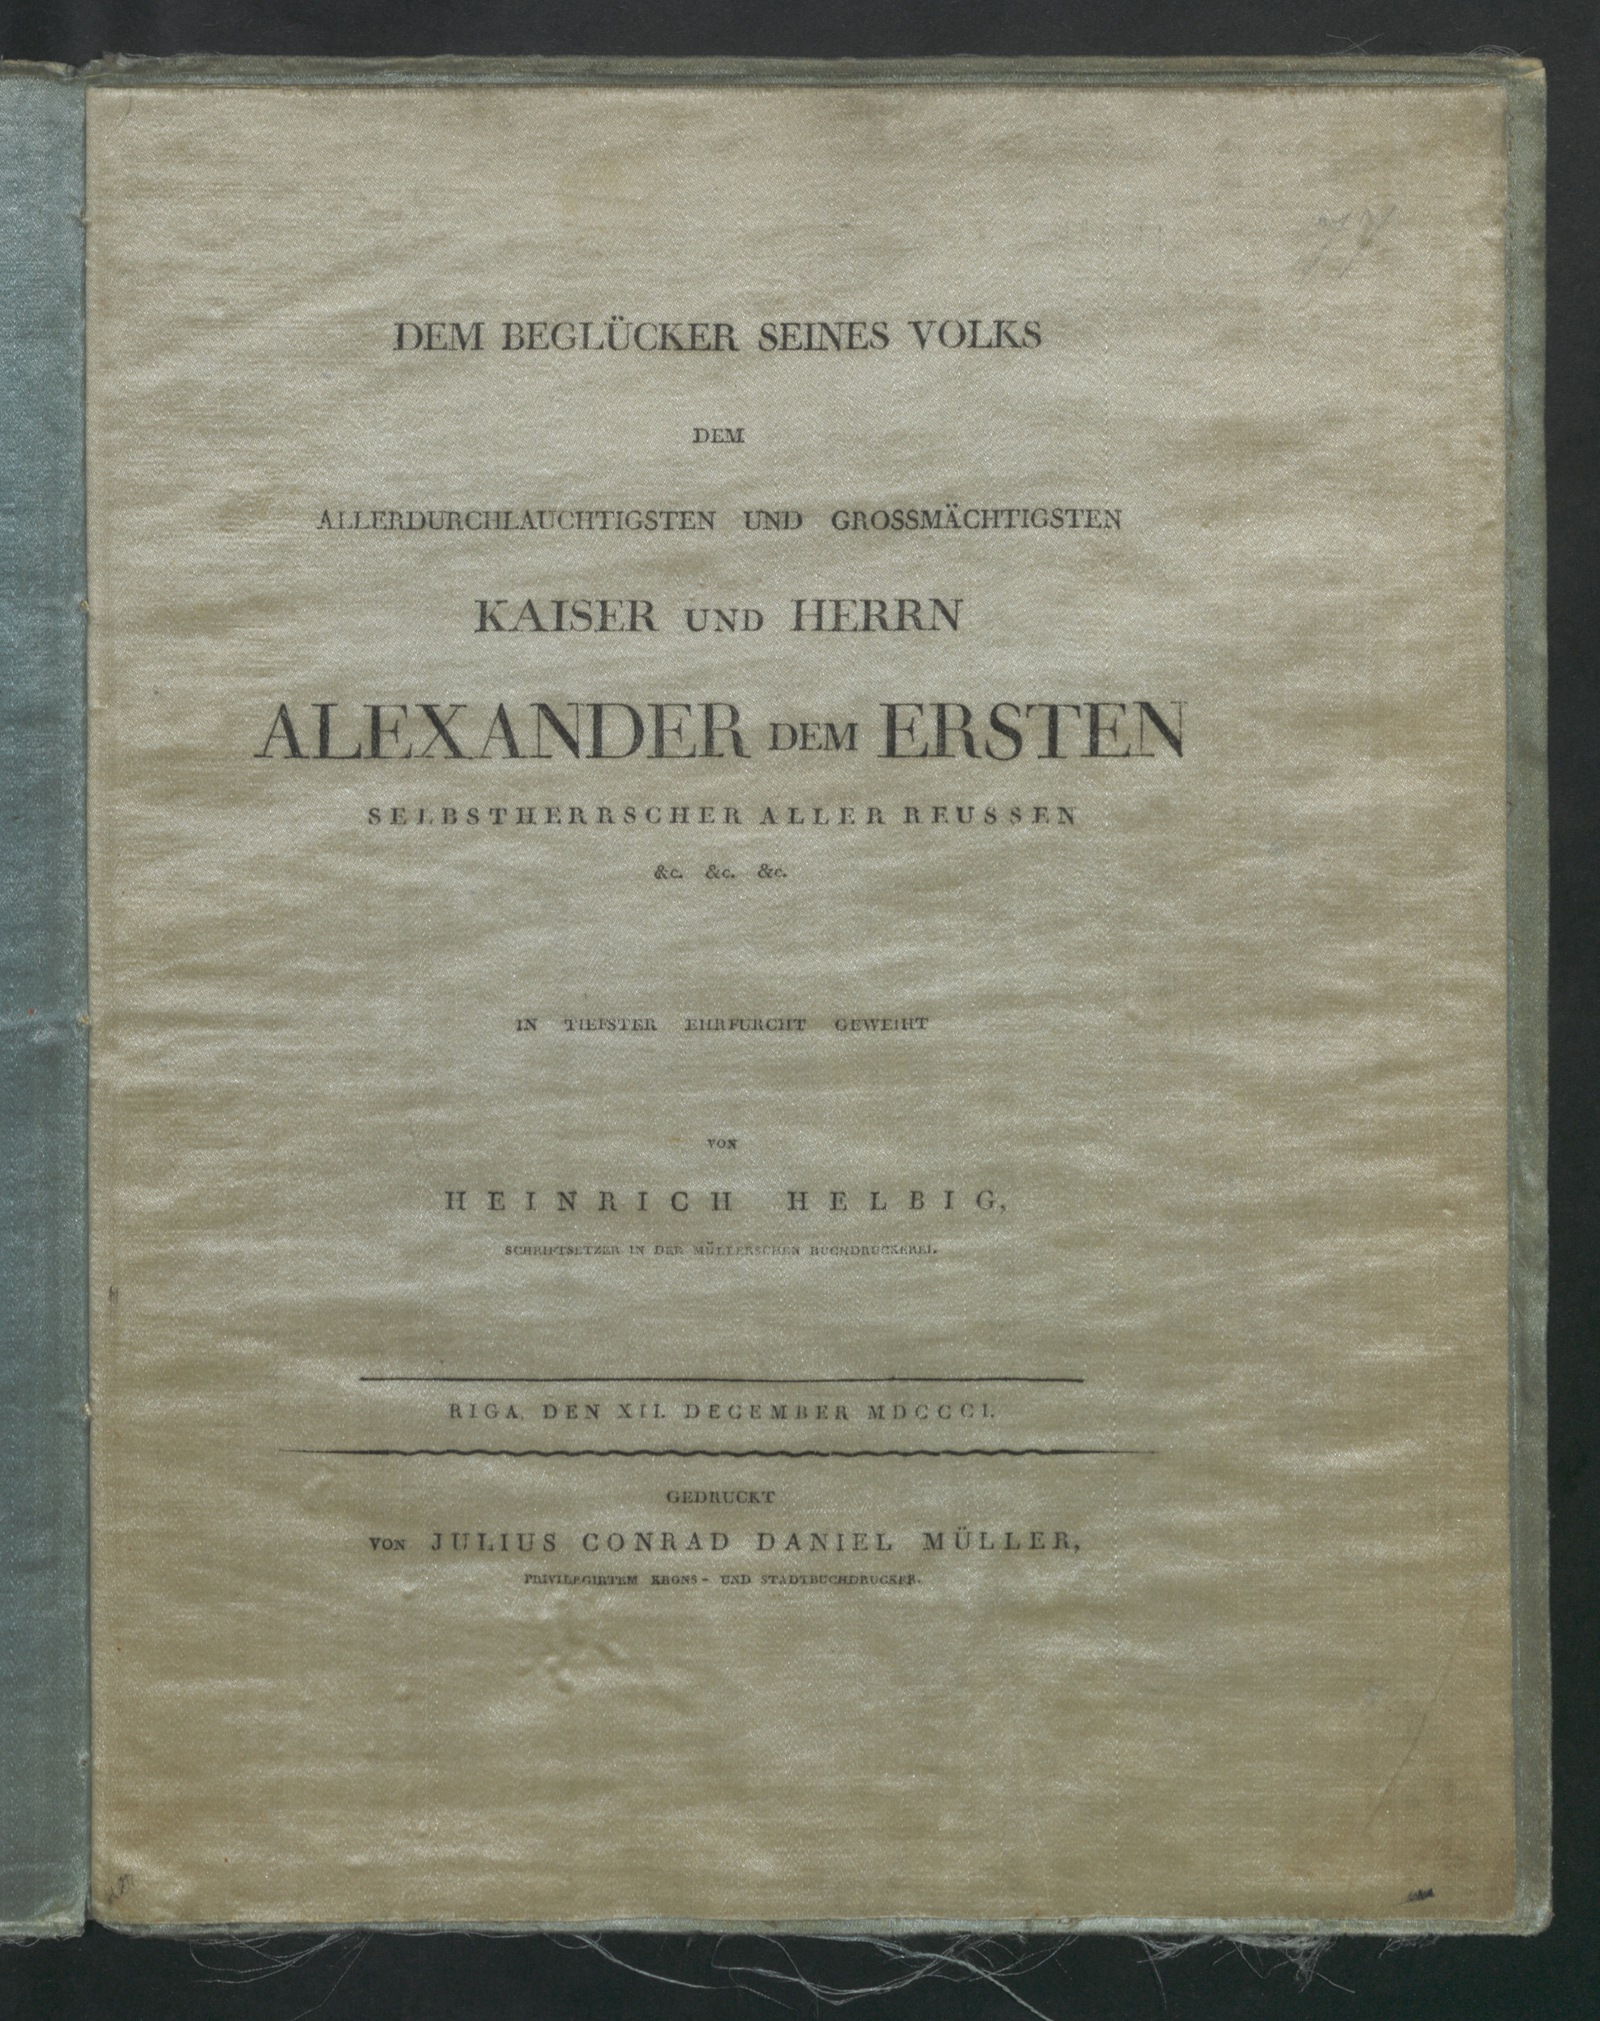 DEM BEGLÜCKER SEINES VOLKS
DEM
ALLERDURCHLAUCHTIGSTEN UND GROSSMÄCHTIGSTEN
KAISER UND HERRN
ALEXANDER DEM ERSTEN
SELBSTHERRSCHER ALLER REUSSEN
&c. &c. &c.
IN TIEFSTER EHRFURCHT GEWEIHT
VON
HEINRICH HELBIG,
SCHRIFTSETZER IN DER MÜLLERSCHEN BUCHDRUCKEREI.
RIGA, DEN XII. DECEMBER MDCCCI.
GEDRUCKT
VON JULIUS CONRAD DANIEL MÜLLER,
PRIVILEGIRTEM KRONS- UND STADTBUCHDRUCKER.